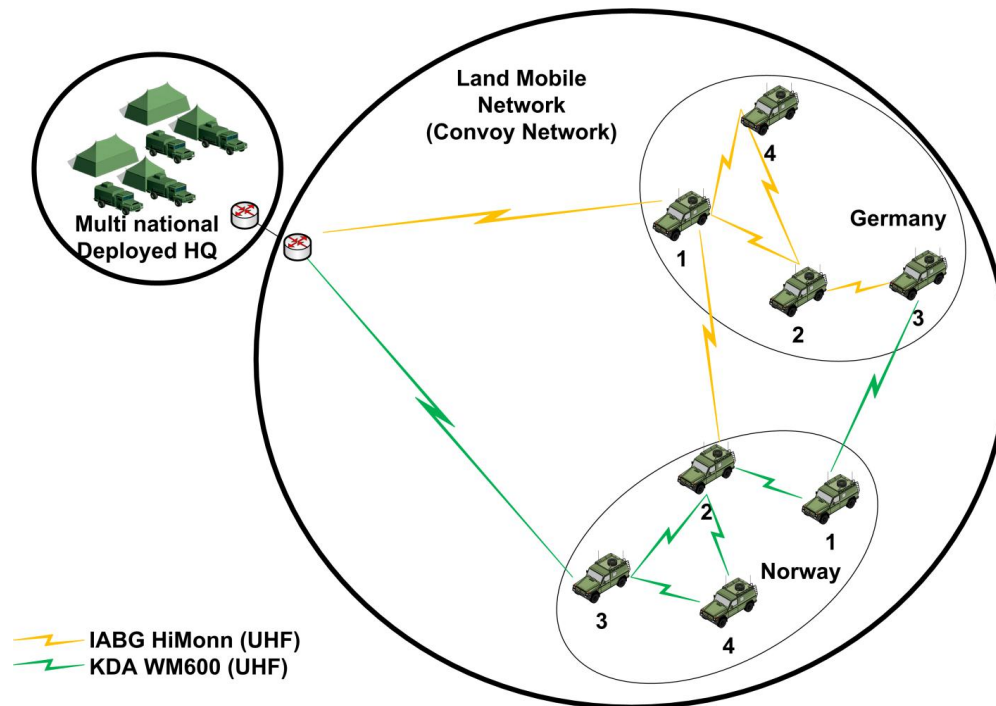 Land Mobile
Network
(Convoy Network)
Multi national
Deployed HQ
4
Germany
1
2
3
2
1
Norway
3
4
IABG HiMonn (UHF)
KDA WM600 (UHF)